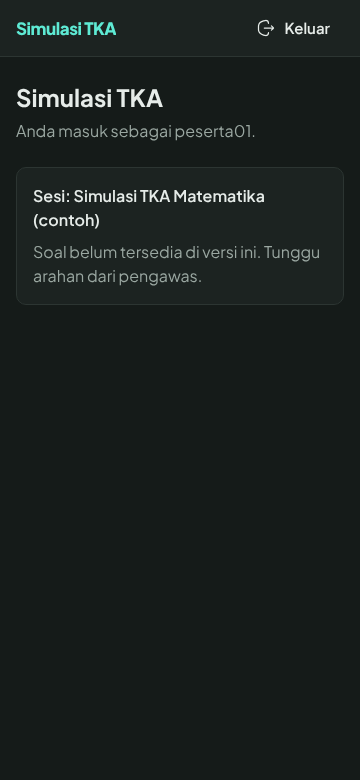 Simulasi TKA
Keluar
Simulasi TKA
Anda masuk sebagai peserta01.
Sesi: Simulasi TKA Matematika
(contoh)
Soal belum tersedia di versi ini. Tunggu
arahan dari pengawas.